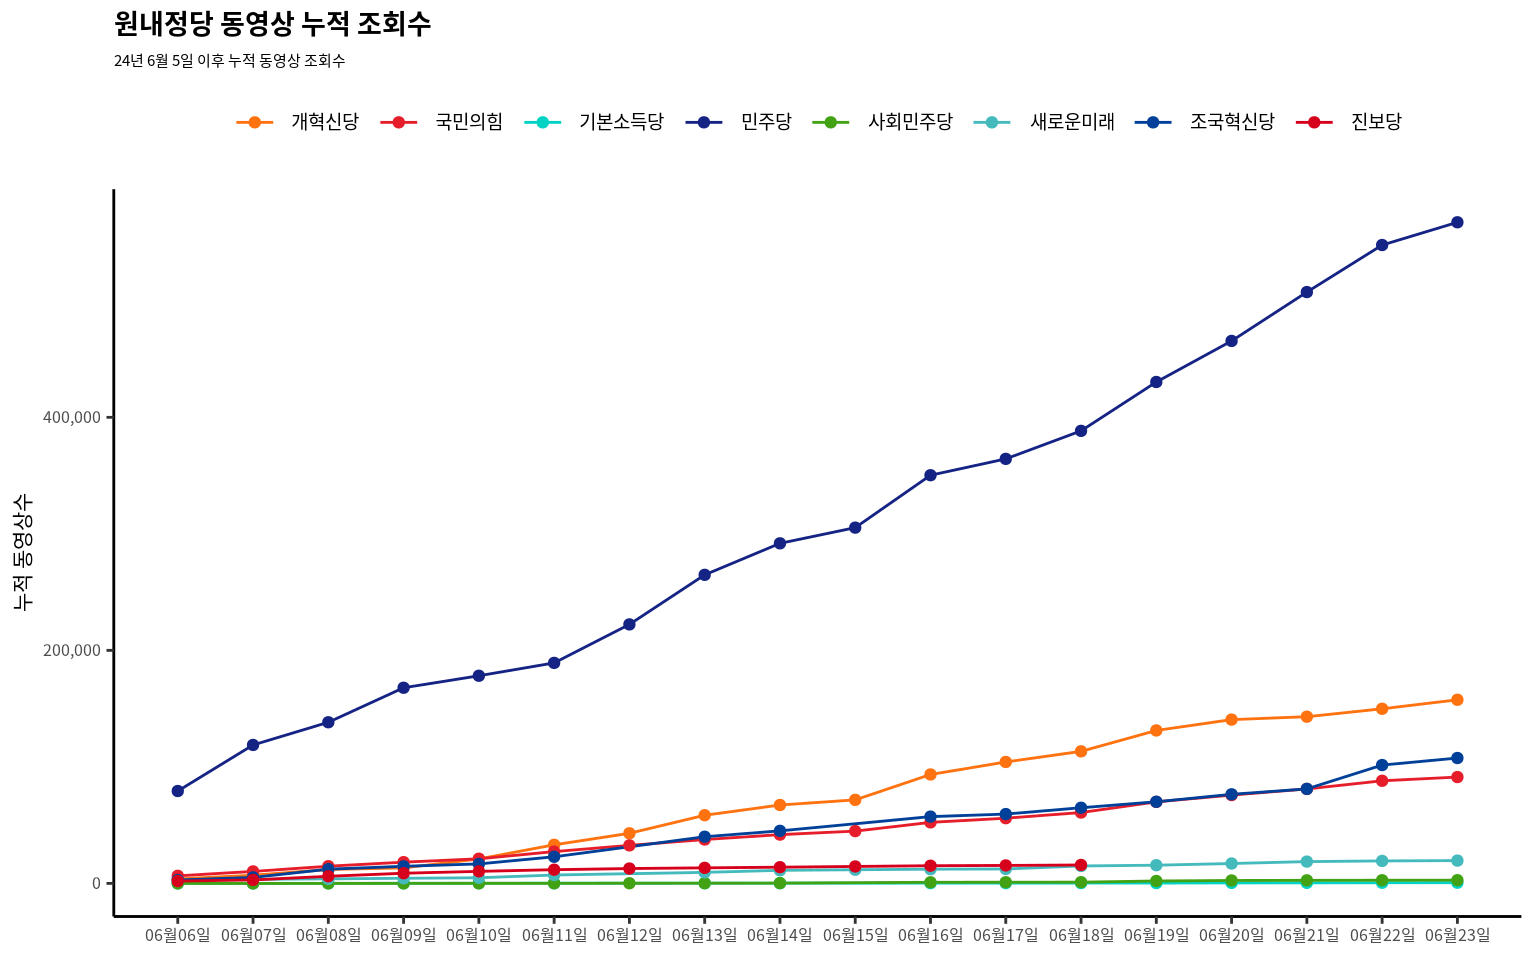 원내정당 동영상 누적 조회수
24년 6월 5일 이후 누적 동영상 조회수
개혁신당 국민의힘 기본소득당 민주당 사회민주당 새로운미래 조국혁신당 진보당
누적 동영상수
400,000
200,000
0
06월06일 06월07일 06월08일 06월09일 06월10일 06월11일 06월12일 06월13일 06월14일 06월15일 06월16일 06월17일 06월18일 06월19일 06월20일 06월21일 06월22일 06월23일